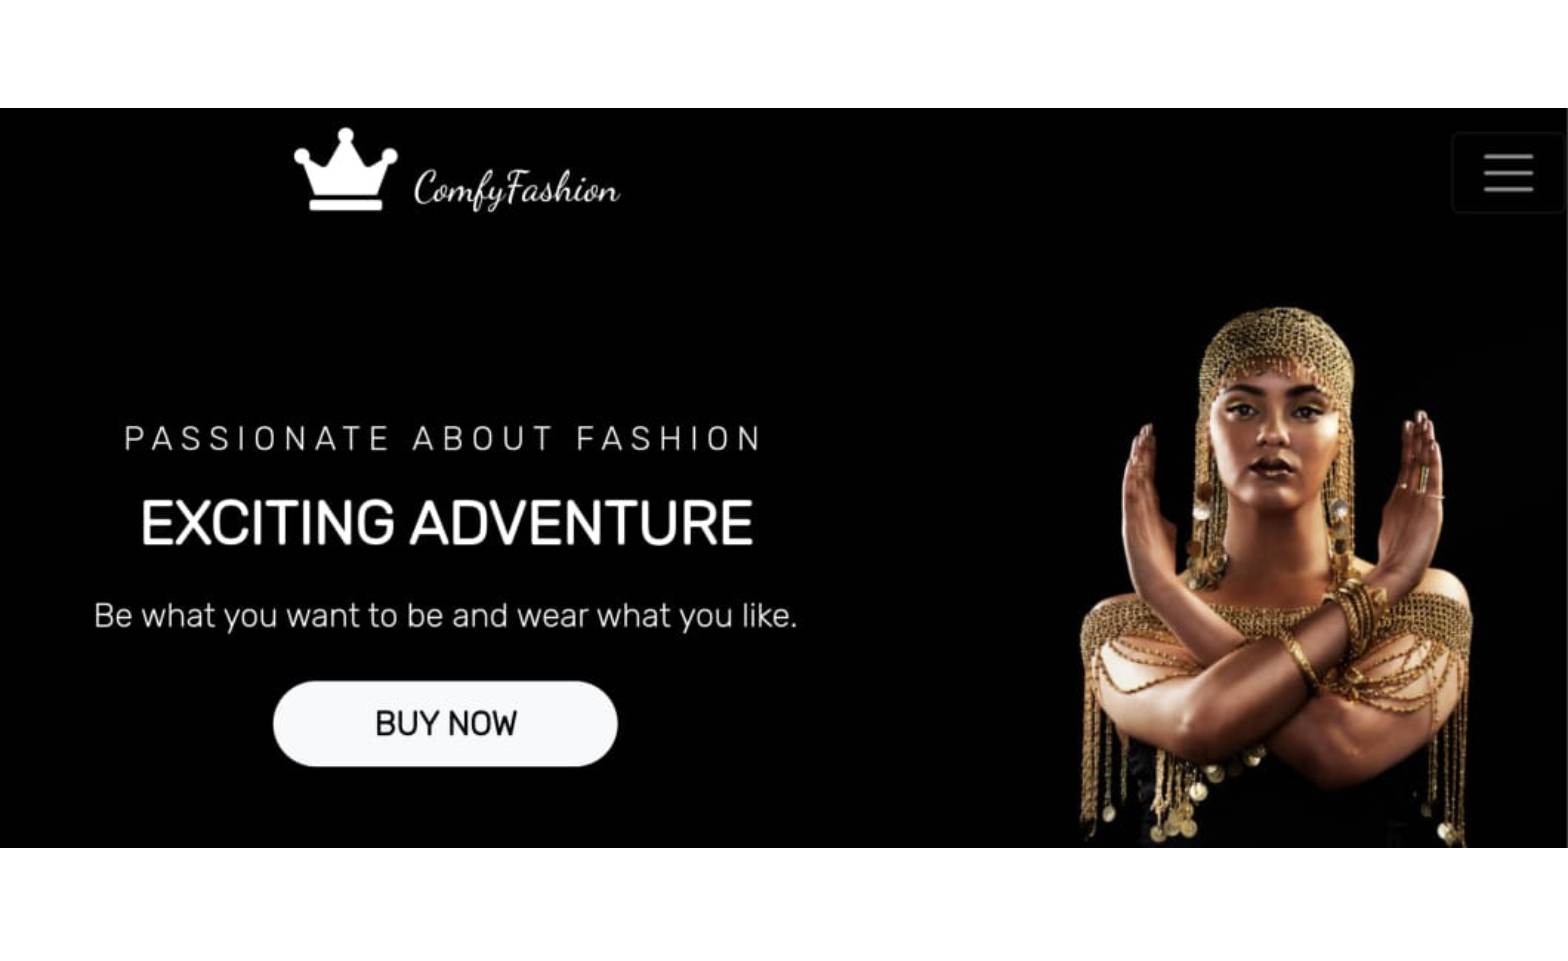 ComfyFashion
PASSIONATE ABOUT FASHION
EXCITING ADVENTURE
Be what you want to be and wear what you like.
BUY NOW